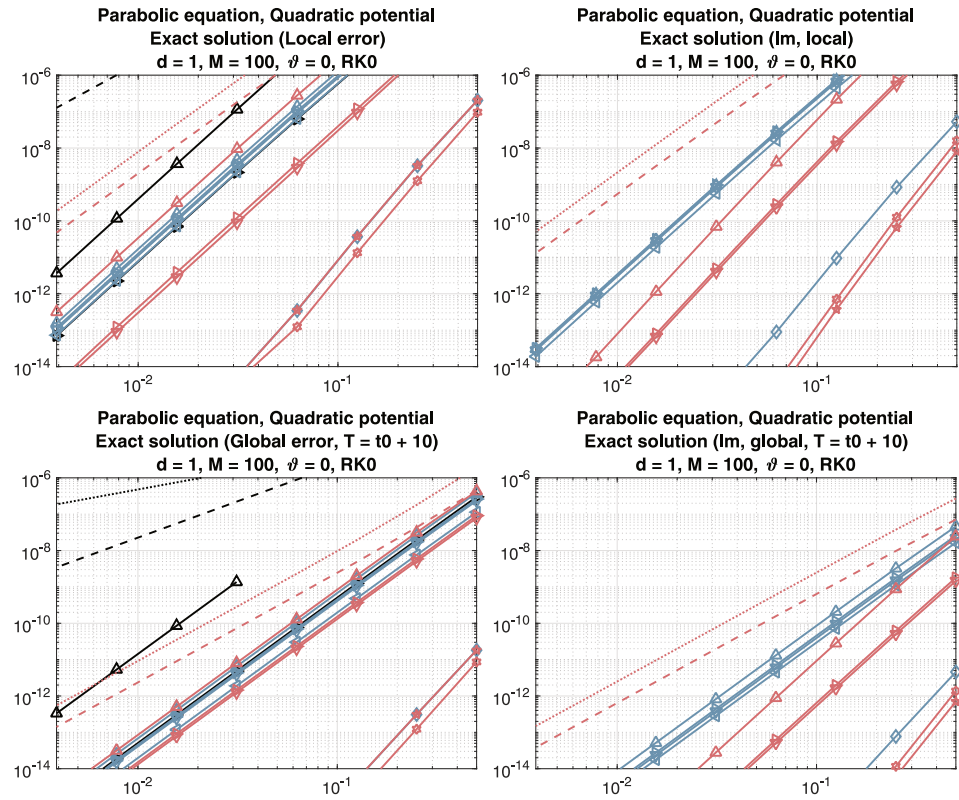 Parabolic equation, Quadratic potential
Exact solution (Local error)
d = 1, M = 100, ϑ = 0, RK0
10^-6
10^-8
10^-10
10^-12
10^-14
10^-2
10^-1
Parabolic equation, Quadratic potential
Exact solution (Im, local)
d = 1, M = 100, ϑ = 0, RK0
10^-6
10^-8
10^-10
10^-12
10^-14
10^-2
10^-1
Parabolic equation, Quadratic potential
Exact solution (Global error, T = t0 + 10)
d = 1, M = 100, ϑ = 0, RK0
10^-6
10^-8
10^-10
10^-12
10^-14
10^-2
10^-1
Parabolic equation, Quadratic potential
Exact solution (Im, global, T = t0 + 10)
d = 1, M = 100, ϑ = 0, RK0
10^-6
10^-8
10^-10
10^-12
10^-14
10^-2
10^-1